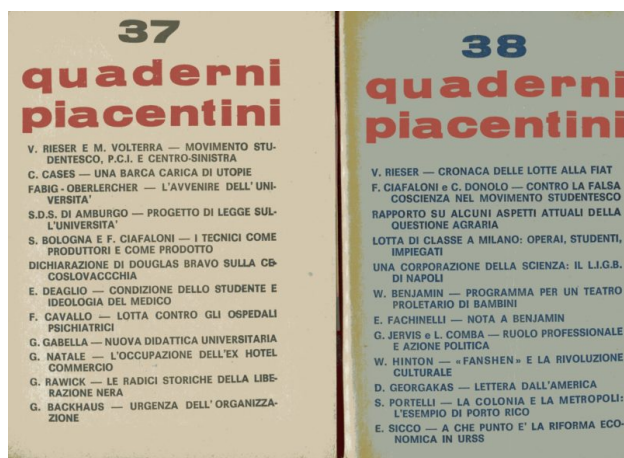 37
quaderni
piacentini
V. RIESER E M. VOLTERRA — MOVIMENTO STU-
DENTESCO, P.C.I. E CENTRO-SINISTRA
C. CASES — UNA BARCA CARICA DI UTOPIE
FABIG - OBERLERCHER — L'AVVENIRE DELL' UNI-
VERSITA'
S.D.S. DI AMBURGO — PROGETTO DI LEGGE SUL-
L'UNIVERSITA'
S. BOLOGNA E F. CIAFALONI — I TECNICI COME
PRODUTTORI E COME PRODOTTO
DICHIARAZIONE DI DOUGLAS BRAVO SULLA CE-
COSLOVACCCHIA
E. DEAGLIO — CONDIZIONE DELLO STUDENTE E
IDEOLOGIA DEL MEDICO
F. CAVALLO — LOTTA CONTRO GLI OSPEDALI
PSICHIATRICI
G. GABELLA — NUOVA DIDATTICA UNIVERSITARIA
G. NATALE — L'OCCUPAZIONE DELL'EX HOTEL
COMMERCIO
G. RAWICK — LE RADICI STORICHE DELLA LIBE-
RAZIONE NERA
G. BACKHAUS — URGENZA DELL'ORGANIZZA-
ZIONE
38
quaderni
piacentini
V. RIESER — CRONACA DELLE LOTTE ALLA FIAT
F. CIAFALONI e C. DONOLO — CONTRO LA FALSA
COSCIENZA NEL MOVIMENTO STUDENTESCO
RAPPORTO SU ALCUNI ASPETTI ATTUALI DELLA
QUESTIONE AGRARIA
LOTTA DI CLASSE A MILANO: OPERAI, STUDENTI,
IMPIEGATI
UNA CORPORAZIONE DELLA SCIENZA: IL L.I.G.B.
DI NAPOLI
W. BENJAMIN — PROGRAMMA PER UN TEATRO
PROLETARIO DI BAMBINI
E. FACHINELLI — NOTA A BENJAMIN
G. JERVIS e L. COMBA — RUOLO PROFESSIONALE
E AZIONE POLITICA
W. HINTON — «FANSHEN» E LA RIVOLUZIONE
CULTURALE
D. GEORGAKAS — LETTERA DALL'AMERICA
S. PORTELLI — LA COLONIA E LA METROPOLI:
L'ESEMPIO DI PORTO RICO
E. SICCO — A CHE PUNTO E' LA RIFORMA ECO-
NOMICA IN URSS